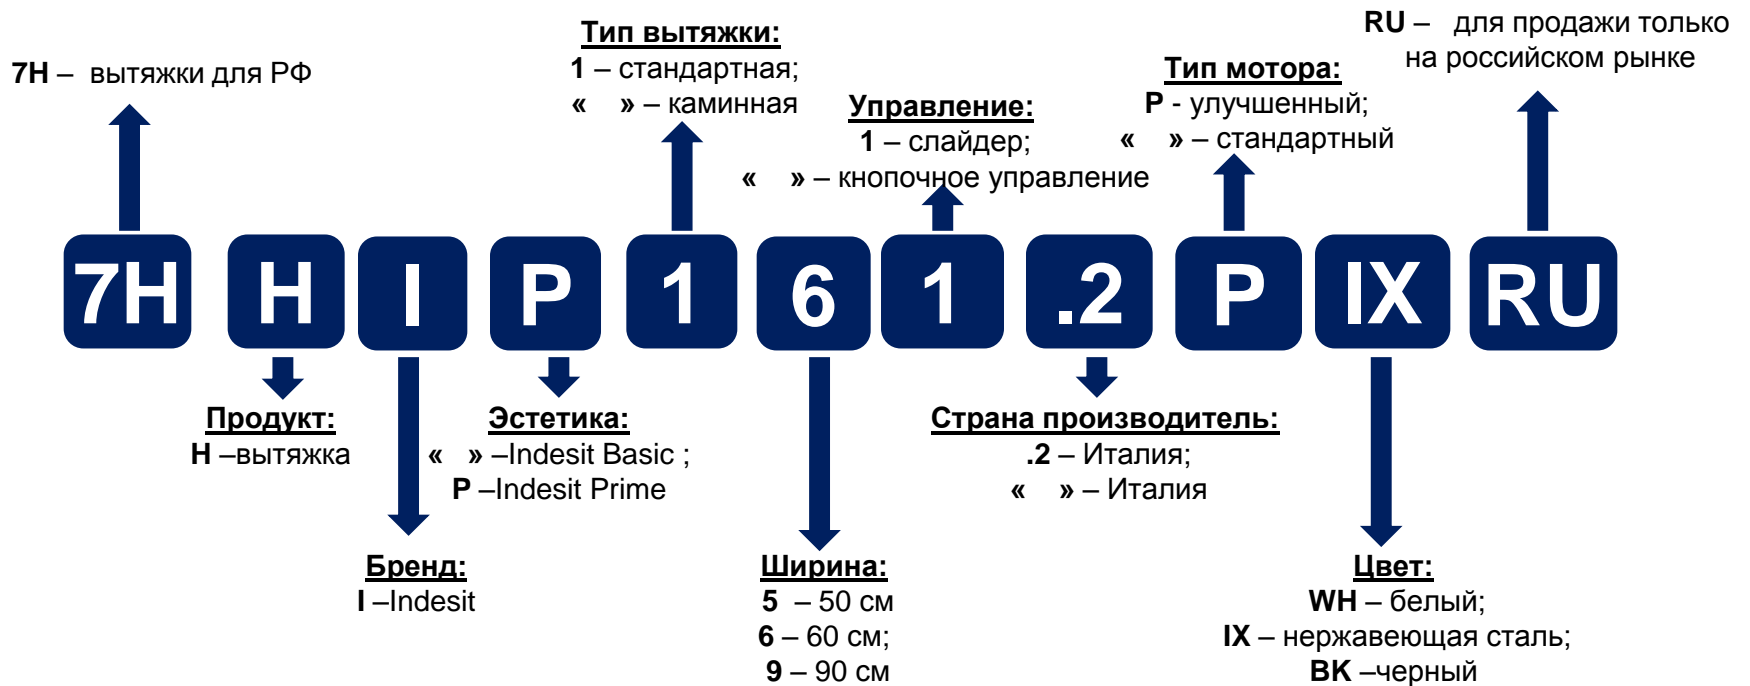 7H – вытяжки для РФ
Тип вытяжки:
1 – стандартная;
« » – каминная
Управление:
1 – слайдер;
« » – кнопочное управление
Тип мотора:
P - улучшенный;
« » – стандартный
RU – для продажи только
на российском рынке
7H H I P 1 6 1 .2 P IX RU
Продукт:
H –вытяжка
Бренд:
I –Indesit
Эстетика:
« » –Indesit Basic ;
P –Indesit Prime
Ширина:
5 – 50 см
6 – 60 см;
9 – 90 см
Страна производитель:
.2 – Италия;
« » – Италия
Цвет:
WH – белый;
IX – нержавеющая сталь;
BK –черный